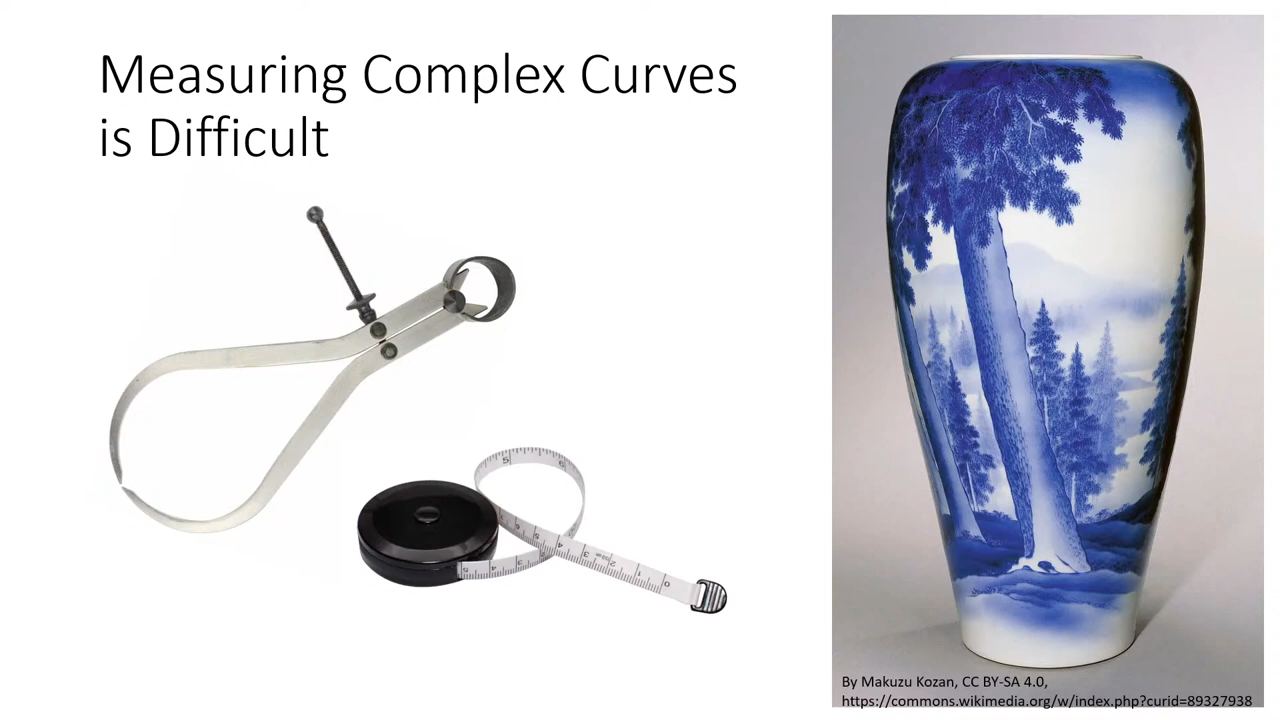 Measuring Complex Curves
is Difficult
By Makuzu Kozan, CC BY-SA 4.0,
https://commons.wikimedia.org/w/index.php?curid=89327938